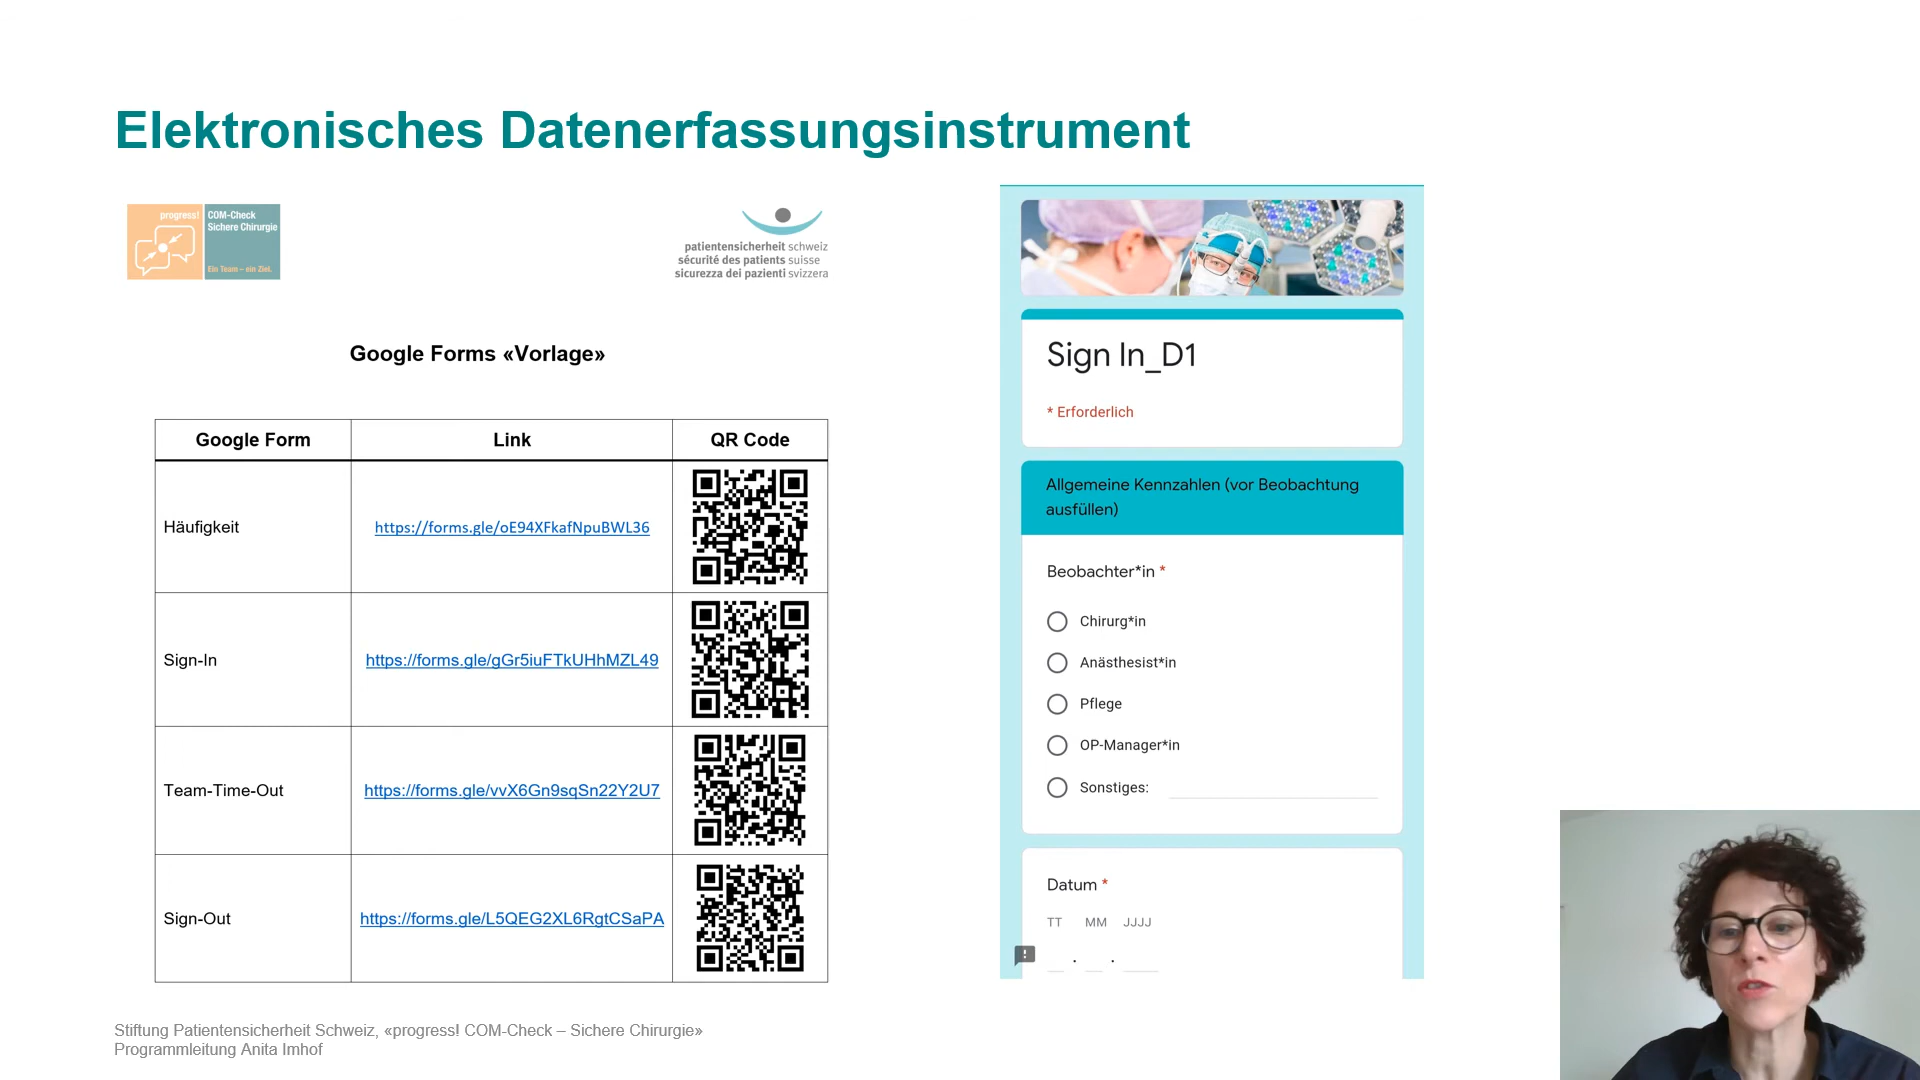 Elektronisches Datenerfassungsinstrument
progress!
COM-Check
Sichere Chirurgie
Ein Team – ein Ziel.
patientensicherheit schweiz
sécurité des patients suisse
sicurezza dei pazienti svizzera
Google Forms «Vorlage»
Google Form Link QR Code
Häufigkeit https://forms.gle/oE94XFkafNpuBWL36
Sign-In https://forms.gle/gGr5iuFTkUHhMZL49
Team-Time-Out https://forms.gle/vvX6Gn9sqSn22Y2U7
Sign-Out https://forms.gle/L5QEG2XL6RgtCSaPA
Sign In_D1
* Erforderlich
Allgemeine Kennzahlen (vor Beobachtung
ausfüllen)
Beobachter*in *
Chirurg*in
Anästhesist*in
Pflege
OP-Manager*in
Sonstiges:
Datum *
TT MM JJJJ
Stiftung Patientensicherheit Schweiz, «progress! COM-Check – Sichere Chirurgie»
Programmleitung Anita Imhof